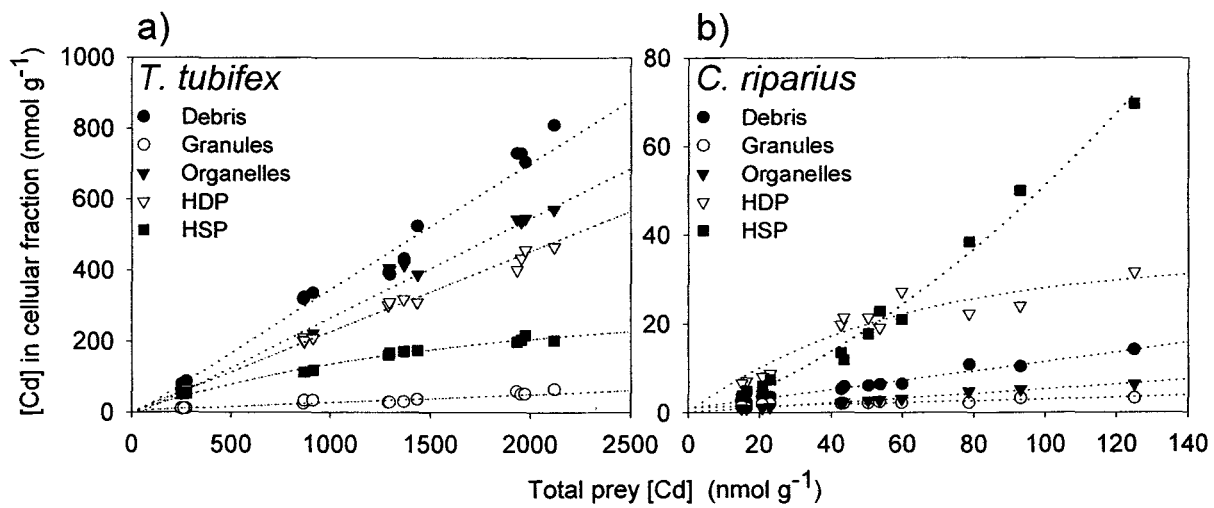 a)
b)
[Cd] in cellular fraction (nmol g⁻¹)
1000
800
600
400
200
0
T. tubifex
Debris
Granules
Organelles
HDP
HSP
0 500 1000 1500 2000 2500
80
60
40
20
0
C. riparius
Debris
Granules
Organelles
HDP
HSP
0 20 40 60 80 100 120 140
Total prey [Cd] (nmol g⁻¹)